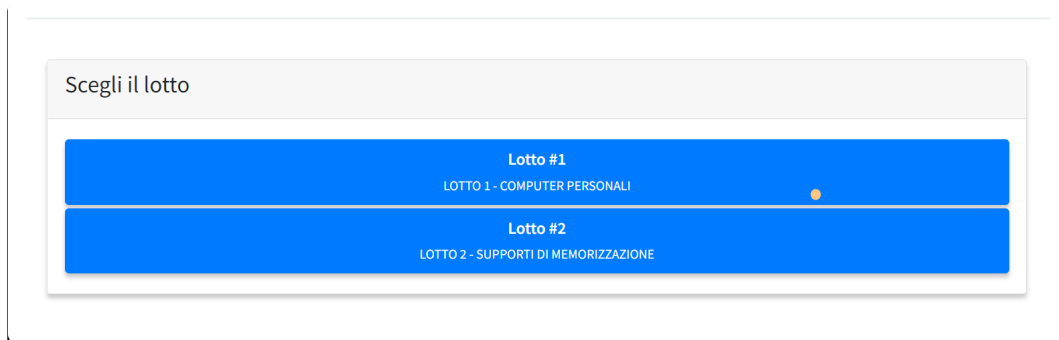 Scegli il lotto
Lotto #1
LOTTO 1 - COMPUTER PERSONALI
Lotto #2
LOTTO 2 - SUPPORTI DI MEMORIZZAZIONE